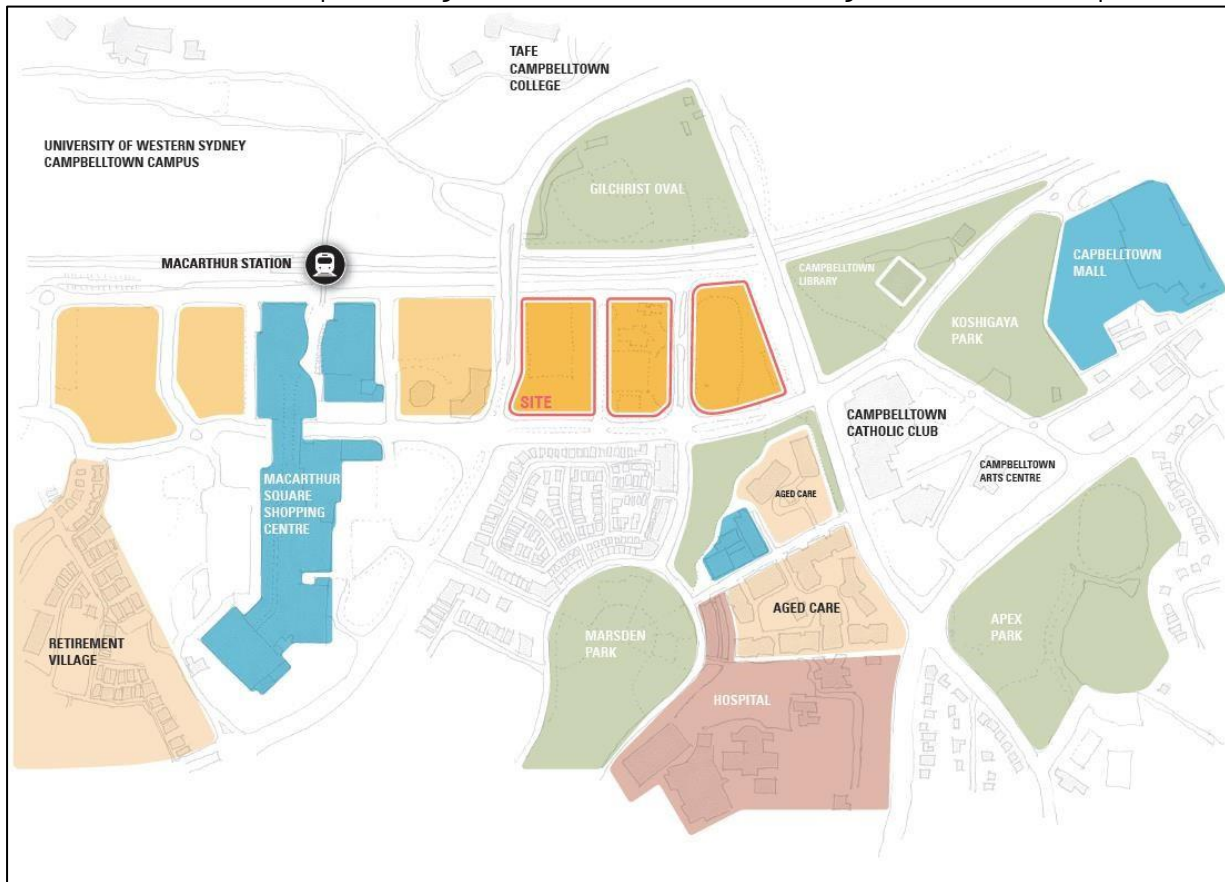 TAFE
CAMPBELLTOWN
COLLEGE
UNIVERSITY OF WESTERN SYDNEY
CAMPBELLTOWN CAMPUS
GILCHRIST OVAL
MACARTHUR STATION
CAMPBELLTOWN
LIBRARY
CAPBELLTOWN
MALL
KOSHIGAYA
PARK
SITE
CAMPBELLTOWN
CATHOLIC CLUB
CAMPBELLTOWN
ARTS CENTRE
MACARTHUR
SQUARE
SHOPPING
CENTRE
AGED CARE
AGED CARE
RETIREMENT
VILLAGE
MARSDEN
PARK
APEX
PARK
HOSPITAL